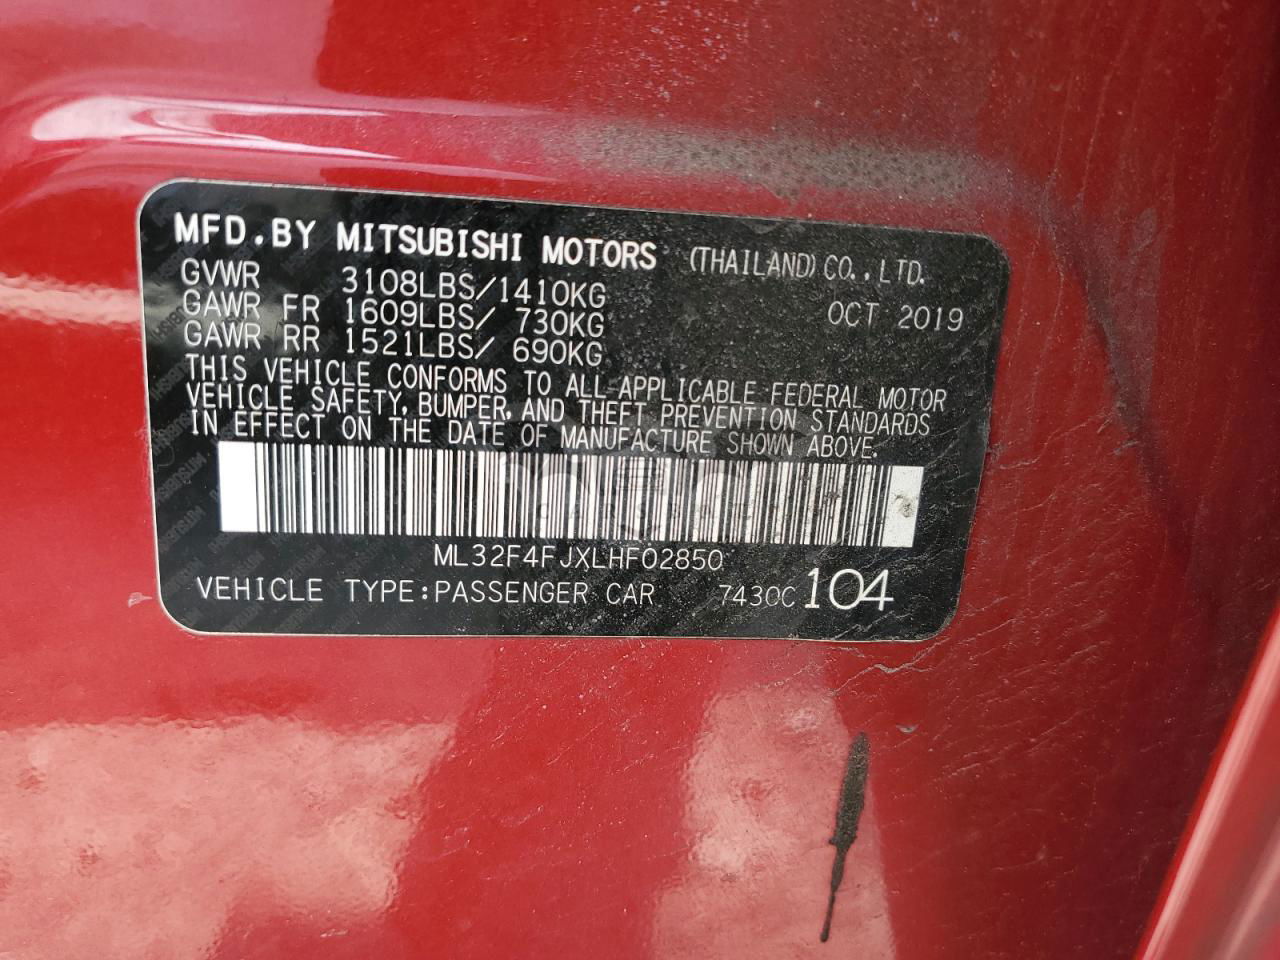 MFD.BY MITSUBISHI MOTORS (THAILAND) CO.,LTD.
GVWR 3108LBS/1410KG OCT 2019
GAWR FR 1609LBS/ 730KG
GAWR RR 1521LBS/ 690KG
THIS VEHICLE CONFORMS TO ALL APPLICABLE FEDERAL MOTOR
VEHICLE SAFETY, BUMPER, AND THEFT PREVENTION STANDARDS
IN EFFECT ON THE DATE OF MANUFACTURE SHOWN ABOVE.
ML32F4FJXLHF02850
VEHICLE TYPE:PASSENGER CAR 7430C 104